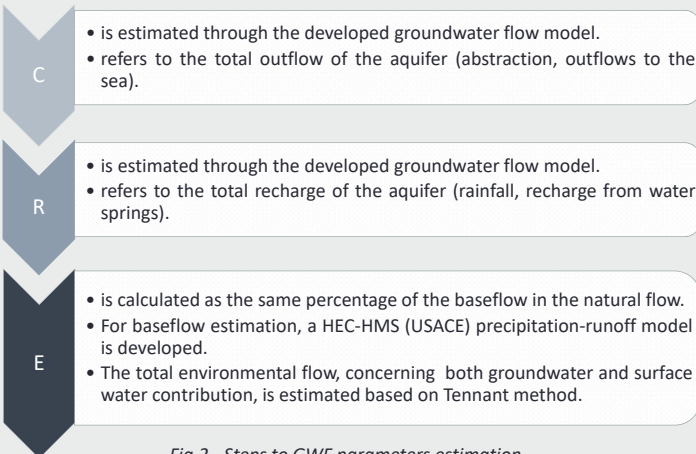 C
• is estimated through the developed groundwater flow model.
• refers to the total outflow of the aquifer (abstraction, outflows to the
sea).
R
• is estimated through the developed groundwater flow model.
• refers to the total recharge of the aquifer (rainfall, recharge from water
springs).
E
• is calculated as the same percentage of the baseflow in the natural flow.
• For baseflow estimation, a HEC-HMS (USACE) precipitation-runoff model
is developed.
• The total environmental flow, concerning both groundwater and surface
water contribution, is estimated based on Tennant method.
Fig 2. Steps to GWF parameters estimation